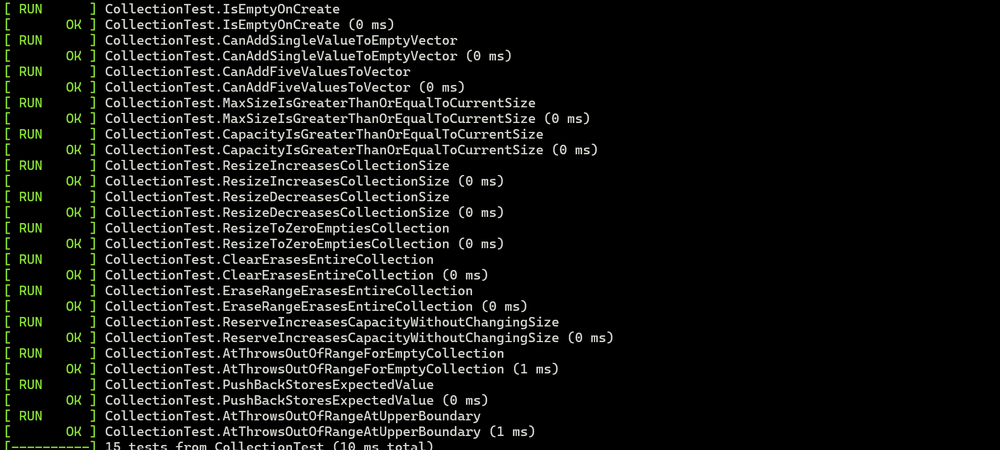 [ RUN      ] CollectionTest.IsEmptyOnCreate
[       OK ] CollectionTest.IsEmptyOnCreate (0 ms)
[ RUN      ] CollectionTest.CanAddSingleValueToEmptyVector
[       OK ] CollectionTest.CanAddSingleValueToEmptyVector (0 ms)
[ RUN      ] CollectionTest.CanAddFiveValuesToVector
[       OK ] CollectionTest.CanAddFiveValuesToVector (0 ms)
[ RUN      ] CollectionTest.MaxSizeIsGreaterThanOrEqualToCurrentSize
[       OK ] CollectionTest.MaxSizeIsGreaterThanOrEqualToCurrentSize (0 ms)
[ RUN      ] CollectionTest.CapacityIsGreaterThanOrEqualToCurrentSize
[       OK ] CollectionTest.CapacityIsGreaterThanOrEqualToCurrentSize (0 ms)
[ RUN      ] CollectionTest.ResizeIncreasesCollectionSize
[       OK ] CollectionTest.ResizeIncreasesCollectionSize (0 ms)
[ RUN      ] CollectionTest.ResizeDecreasesCollectionSize
[       OK ] CollectionTest.ResizeDecreasesCollectionSize (0 ms)
[ RUN      ] CollectionTest.ResizeToZeroEmptiesCollection
[       OK ] CollectionTest.ResizeToZeroEmptiesCollection (0 ms)
[ RUN      ] CollectionTest.ClearErasesEntireCollection
[       OK ] CollectionTest.ClearErasesEntireCollection (0 ms)
[ RUN      ] CollectionTest.EraseRangeErasesEntireCollection
[       OK ] CollectionTest.EraseRangeErasesEntireCollection (0 ms)
[ RUN      ] CollectionTest.ReserveIncreasesCapacityWithoutChangingSize
[       OK ] CollectionTest.ReserveIncreasesCapacityWithoutChangingSize (0 ms)
[ RUN      ] CollectionTest.AtThrowsOutOfRangeForEmptyCollection
[       OK ] CollectionTest.AtThrowsOutOfRangeForEmptyCollection (1 ms)
[ RUN      ] CollectionTest.PushBackStoresExpectedValue
[       OK ] CollectionTest.PushBackStoresExpectedValue (0 ms)
[ RUN      ] CollectionTest.AtThrowsOutOfRangeAtUpperBoundary
[       OK ] CollectionTest.AtThrowsOutOfRangeAtUpperBoundary (1 ms)
[----------] 15 tests from CollectionTest (10 ms total)